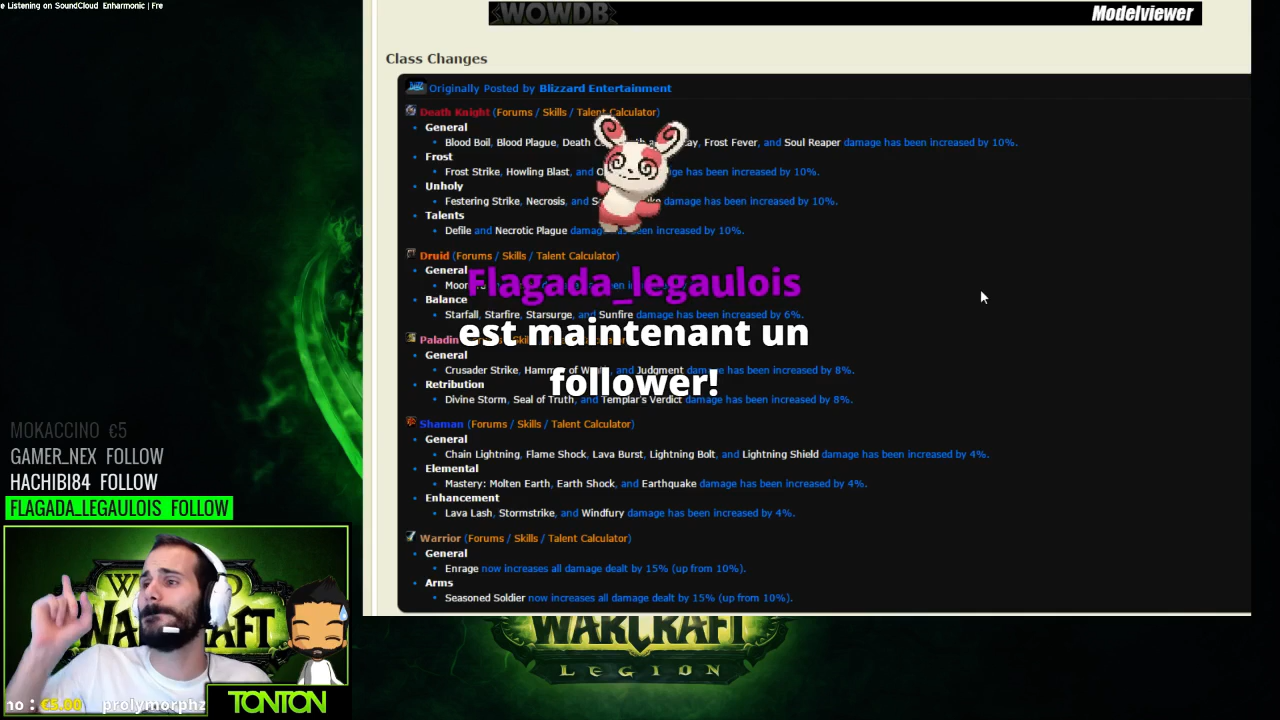 e Listening on SoundCloud Enharmonic | Fre
WOWDB
Modelviewer
Class Changes
Originally Posted by Blizzard Entertainment
Death Knight (Forums / Skills / Talent Calculator)
General
Blood Boil, Blood Plague, Death Frost Fever, and Soul Reaper damage has been increased by 10%.
Frost
Frost Strike, Howling Blast, and has been increased by 10%.
Unholy
Festering Strike, Necrosis, and damage has been increased by 10%.
Talents
Defile and Necrotic Plague been increased by 10%.
Druid (Forums / Skills / Talent Calculator)
General
Flagada_legaulois
Balance
Starfall, Starfire, Starsurge, and Sunfire damage has been increased by 6%.
est maintenant un
Paladin
General
Crusader Strike, Hammer of and Judgment damage has been increased by 8%.
follower!
Retribution
Divine Storm, Seal of Truth, and Templar's Verdict damage has been increased by 8%.
Shaman (Forums / Skills / Talent Calculator)
General
Chain Lightning, Flame Shock, Lava Burst, Lightning Bolt, and Lightning Shield damage has been increased by 4%.
Elemental
Mastery: Molten Earth, Earth Shock, and Earthquake damage has been increased by 4%.
Enhancement
Lava Lash, Stormstrike, and Windfury damage has been increased by 4%.
Warrior (Forums / Skills / Talent Calculator)
General
Enrage now increases all damage dealt by 15% (up from 10%).
Arms
Seasoned Soldier now increases all damage dealt by 15% (up from 10%).
MOKACCINO €5
GAMER_NEX FOLLOW
HACHIBI84 FOLLOW
FLAGADA_LEGAULOIS FOLLOW
WARCRAFT
LEGION
no : €5.00 prolymorphz
TONTON